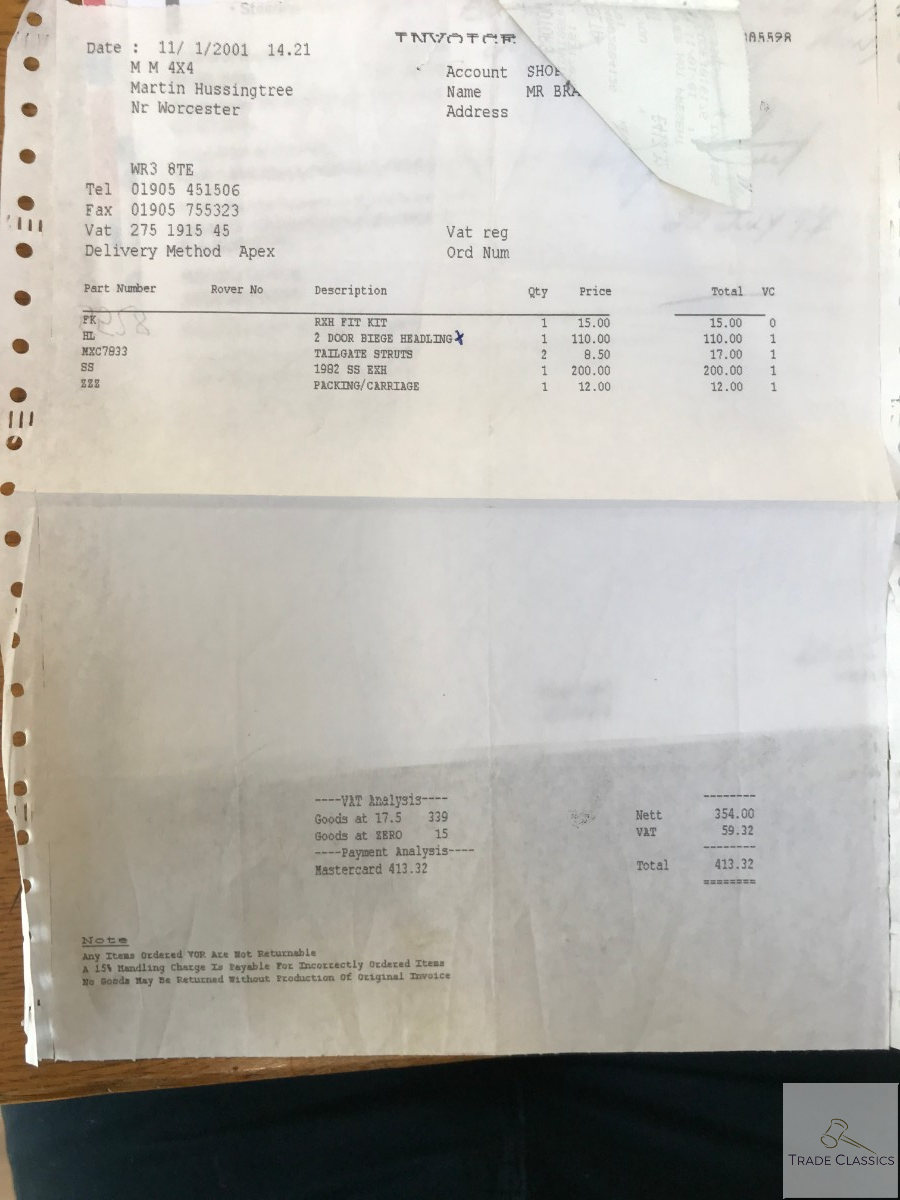 INVOICE
Date : 11/ 1/2001 14.21
M M 4X4
Martin Hussingtree
Nr Worcester
WR3 8TE
Tel 01905 451506
Fax 01905 755323
Vat 275 1915 45
Delivery Method Apex
Account SHOP
Name MR BRA
Address
Vat reg
Ord Num
Part Number Rover No Description Qty Price Total VC
FK RXH FIT KIT 1 15.00 15.00 0
HL 2 DOOR BIEGE HEADLING 1 110.00 110.00 1
MXC7933 TAILGATE STRUTS 2 8.50 17.00 1
SS 1982 SS EXH 1 200.00 200.00 1
ZZZ PACKING/CARRIAGE 1 12.00 12.00 1
----VAT Analysis----
Goods at 17.5 339
Goods at ZERO 15
----Payment Analysis----
Mastercard 413.32
--------
Nett 354.00
VAT 59.32
--------
Total 413.32
========
Note
Any Items Ordered VOR Are Not Returnable
A 15% Handling Charge Is Payable For Incorrectly Ordered Items
No Goods May Be Returned Without Production Of Original Invoice
TRADE CLASSICS